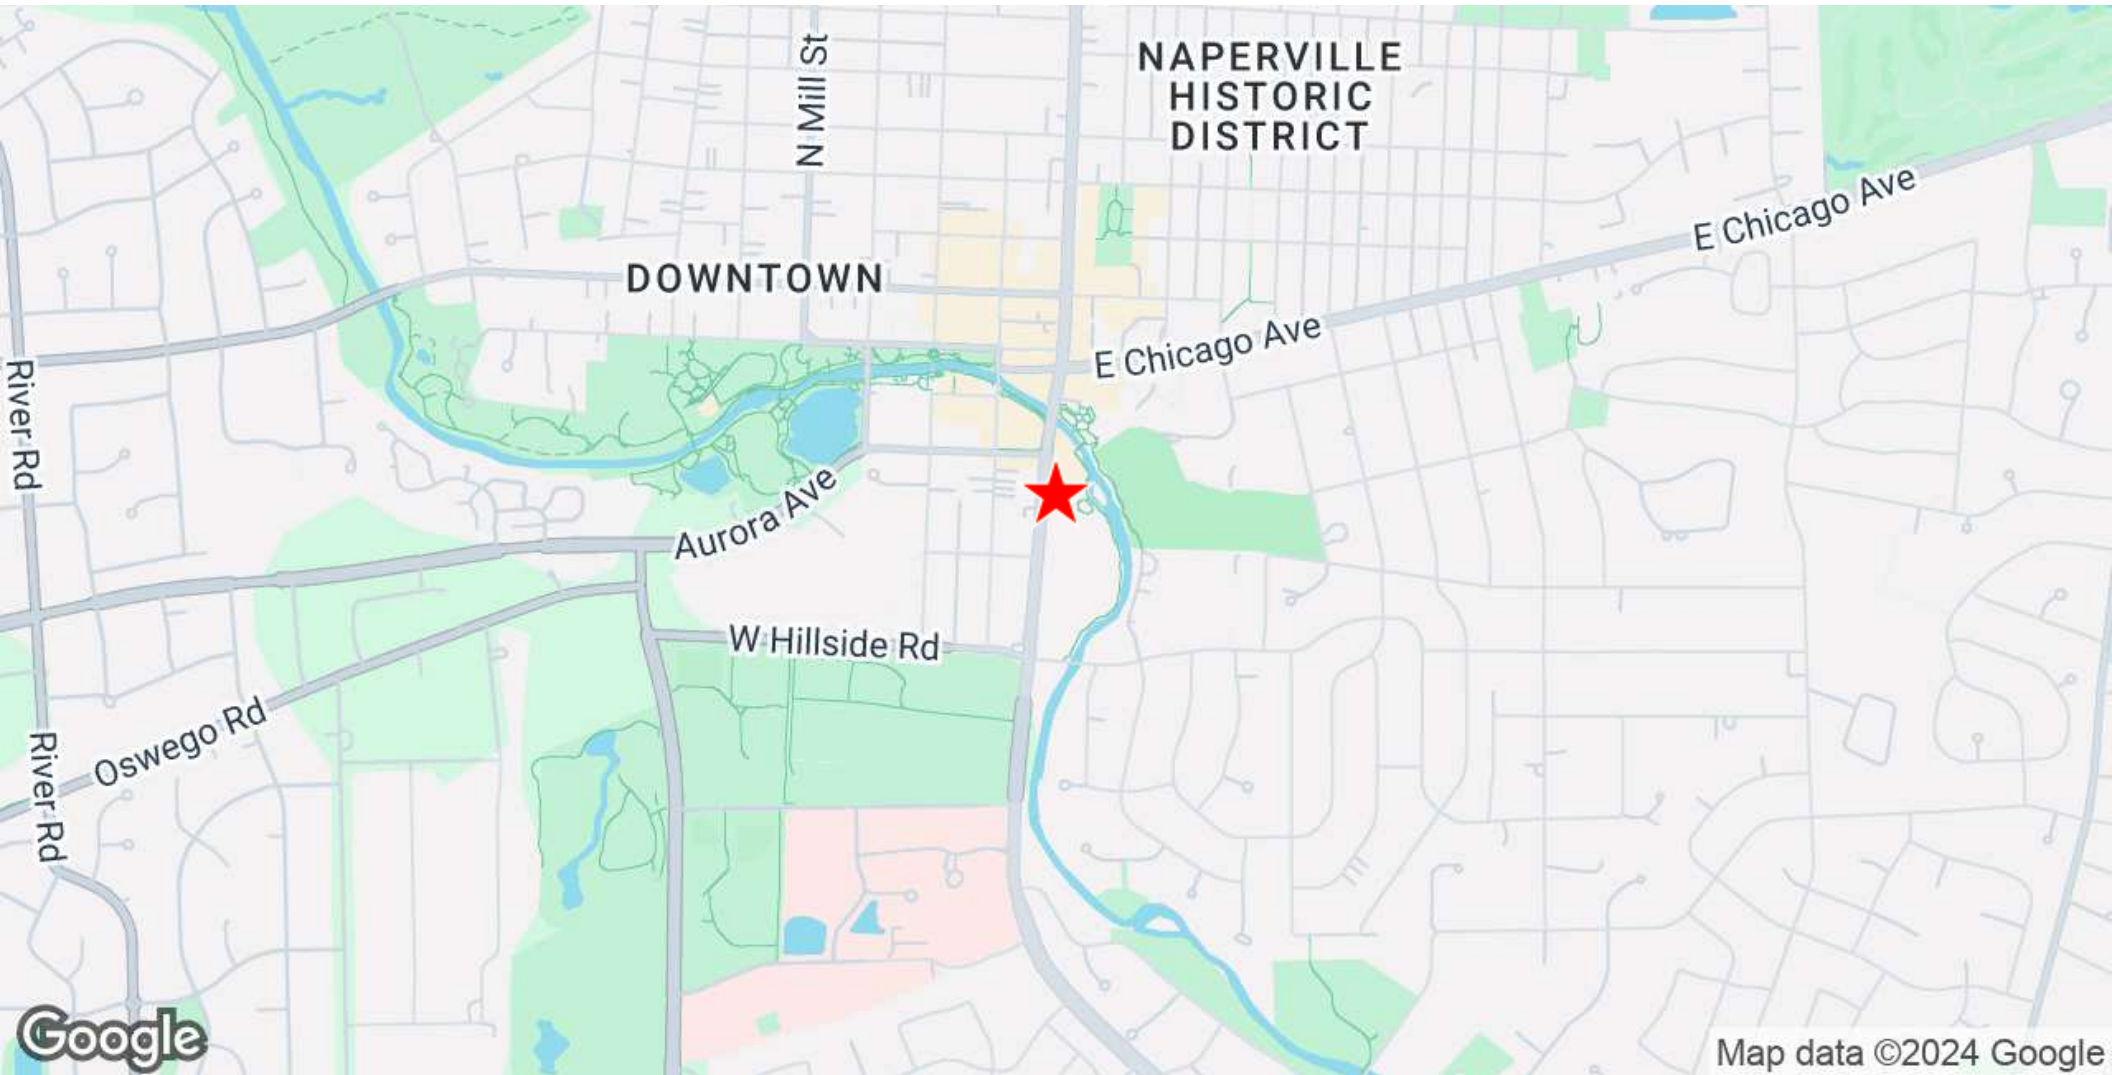 N Mill St
NAPERVILLE
HISTORIC
DISTRICT
E Chicago Ave
DOWNTOWN
E Chicago Ave
River Rd
Aurora Ave
W Hillside Rd
Oswego Rd
River Rd
Google
Map data ©2024 Google